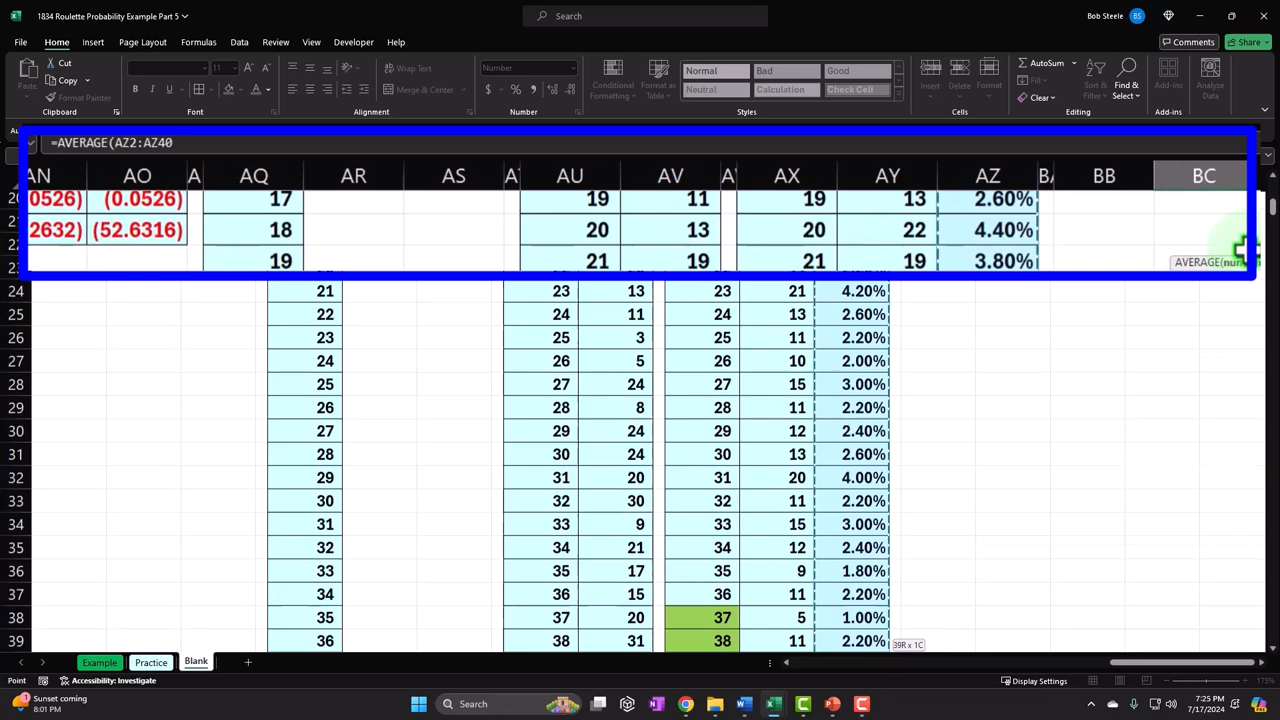 1834 Roulette Probability Example Part 5
Search
Bob Steele
BS
File Home Insert Page Layout Formulas Data Review View Developer Help
Comments
Share
Paste
Cut
Copy
Format Painter
Clipboard
11
Font
Wrap Text
Merge & Center
Alignment
Number
Number
Conditional Formatting
Format as Table
Normal Bad Good
Neutral Calculation Check Cell
Styles
Insert Delete Format
Cells
AutoSum
Fill
Clear
Sort & Filter
Find & Select
Editing
Add-ins
Add-ins
Analyze Data
=AVERAGE(AZ2:AZ40
AN AO AQ AR AS AU AV AX AY AZ BB BC
20 0526) (0.0526) 17 19 11 19 13 2.60%
21 2632) (52.6316) 18 20 13 20 22 4.40%
19 21 19 21 19 3.80%
AVERAGE(
24 21 23 13 23 21 4.20%
25 22 24 11 24 13 2.60%
26 23 25 3 25 11 2.20%
27 24 26 5 26 10 2.00%
28 25 27 24 27 15 3.00%
29 26 28 8 28 11 2.20%
30 27 29 24 29 12 2.40%
31 28 30 24 30 13 2.60%
32 29 31 20 31 20 4.00%
33 30 32 30 32 11 2.20%
34 31 33 9 33 15 3.00%
35 32 34 21 34 12 2.40%
36 33 35 17 35 9 1.80%
37 34 36 15 36 11 2.20%
38 35 37 20 37 5 1.00%
39 36 38 31 38 11 2.20%
39R x 1C
Example Practice Blank
Point
Accessibility: Investigate
Display Settings
175%
1
Sunset coming
8:01 PM
Search
7:25 PM
7/17/2024